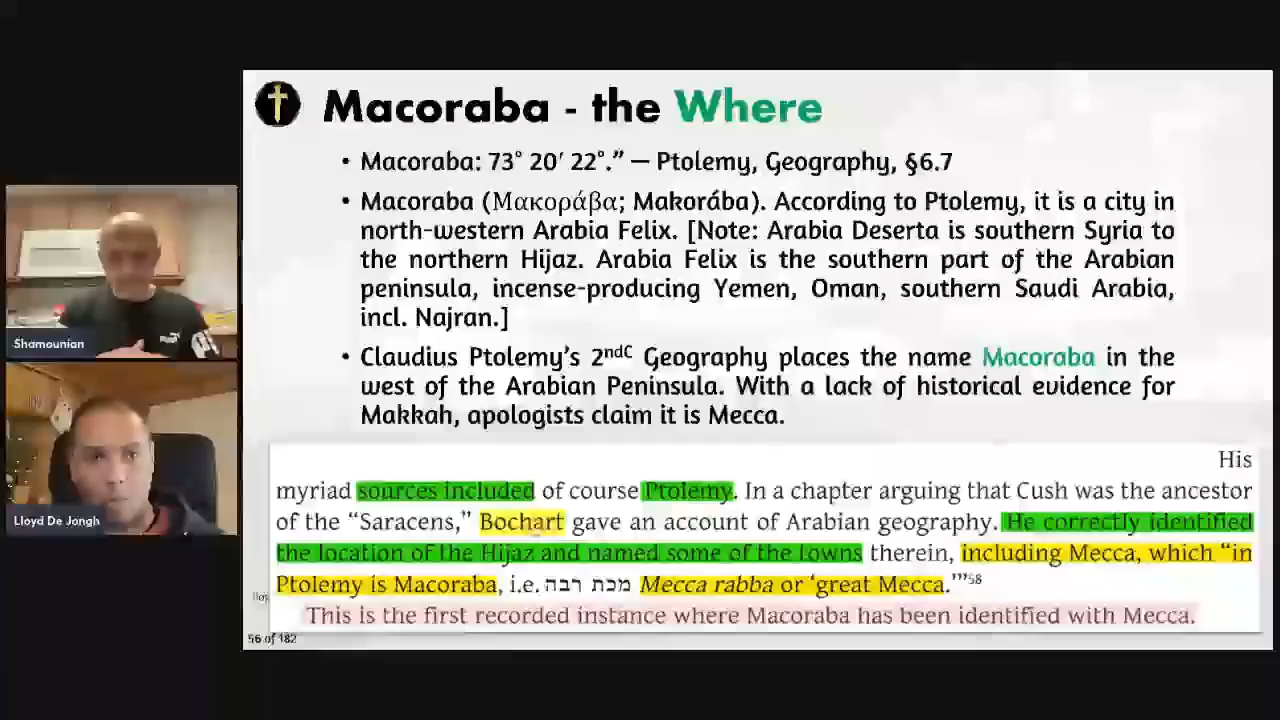 Macoraba - the Where
• Macoraba: 73° 20′ 22°.” — Ptolemy, Geography, §6.7
• Macoraba (Μακοράβα; Makorába). According to Ptolemy, it is a city in
north-western Arabia Felix. [Note: Arabia Deserta is southern Syria to
the northern Hijaz. Arabia Felix is the southern part of the Arabian
peninsula, incense-producing Yemen, Oman, southern Saudi Arabia,
incl. Najran.]
• Claudius Ptolemy’s 2ndC Geography places the name Macoraba in the
west of the Arabian Peninsula. With a lack of historical evidence for
Makkah, apologists claim it is Mecca.
His
myriad sources included of course Ptolemy. In a chapter arguing that Cush was the ancestor
of the “Saracens,” Bochart gave an account of Arabian geography. He correctly identified
the location of the Hijaz and named some of the towns therein, including Mecca, which “in
Ptolemy is Macoraba, i.e. מכת רבה Mecca rabba or ‘great Mecca.’”58
This is the first recorded instance where Macoraba has been identified with Mecca.
56 of 182
Shamounian
Lloyd De Jongh